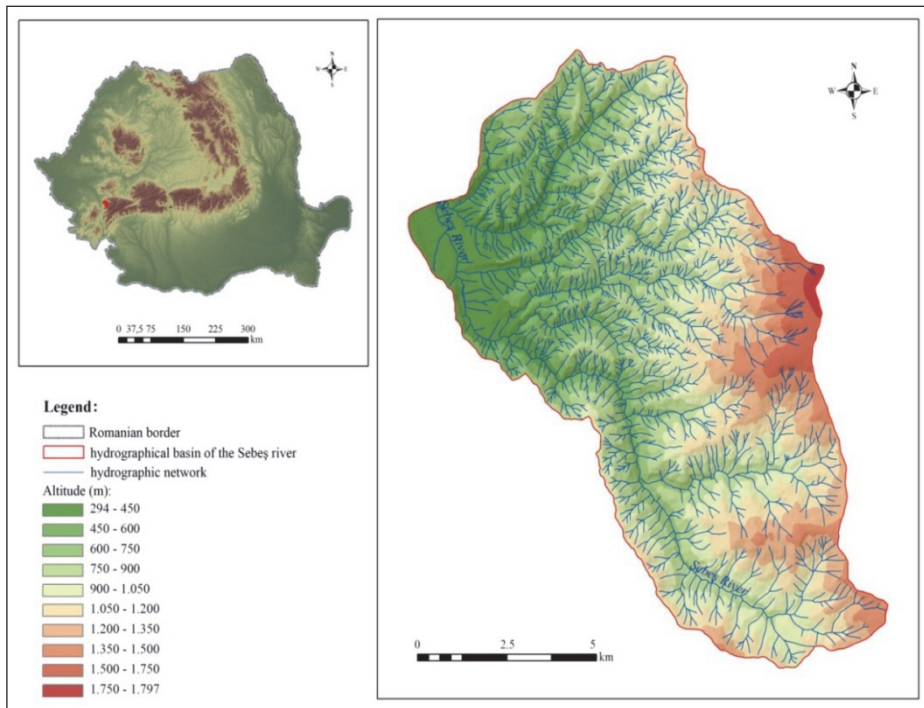 N
W E
S
0 37,5 75 150 225 300
km
Legend:
Romanian border
hydrographical basin of the Sebeş river
hydrographic network
Altitude (m):
294 - 450
450 - 600
600 - 750
750 - 900
900 - 1.050
1.050 - 1.200
1.200 - 1.350
1.350 - 1.500
1.500 - 1.750
1.750 - 1.797
N
W E
S
Sebeş River
Sebeş River
0 2.5 5
km